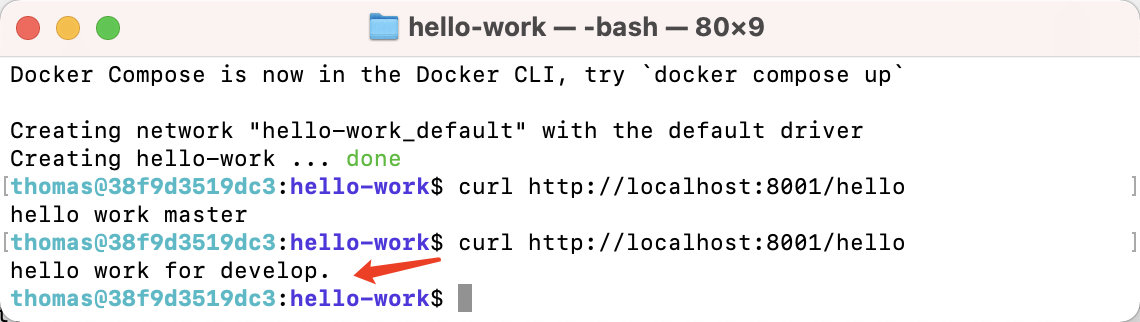 hello-work — -bash — 80×9
Docker Compose is now in the Docker CLI, try `docker compose up`
Creating network "hello-work_default" with the default driver
Creating hello-work ... done
[thomas@38f9d3519dc3:hello-work$ curl http://localhost:8001/hello ]
hello work master
[thomas@38f9d3519dc3:hello-work$ curl http://localhost:8001/hello ]
hello work for develop.
thomas@38f9d3519dc3:hello-work$